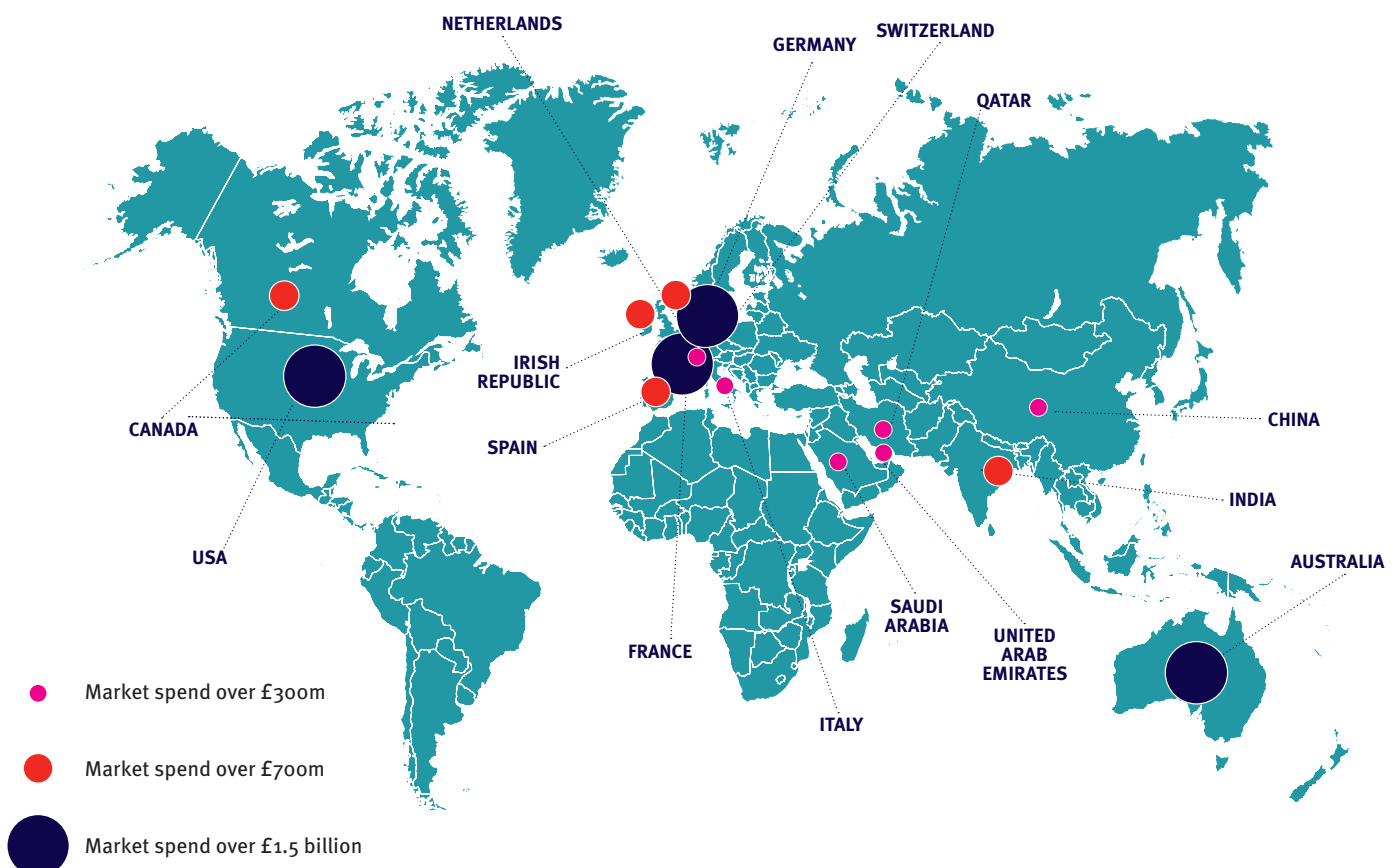 NETHERLANDS
GERMANY
SWITZERLAND
QATAR
IRISH
REPUBLIC
CANADA
SPAIN
CHINA
INDIA
USA
AUSTRALIA
SAUDI
ARABIA
UNITED
ARAB
EMIRATES
FRANCE
ITALY
Market spend over £300m
Market spend over £700m
Market spend over £1.5 billion